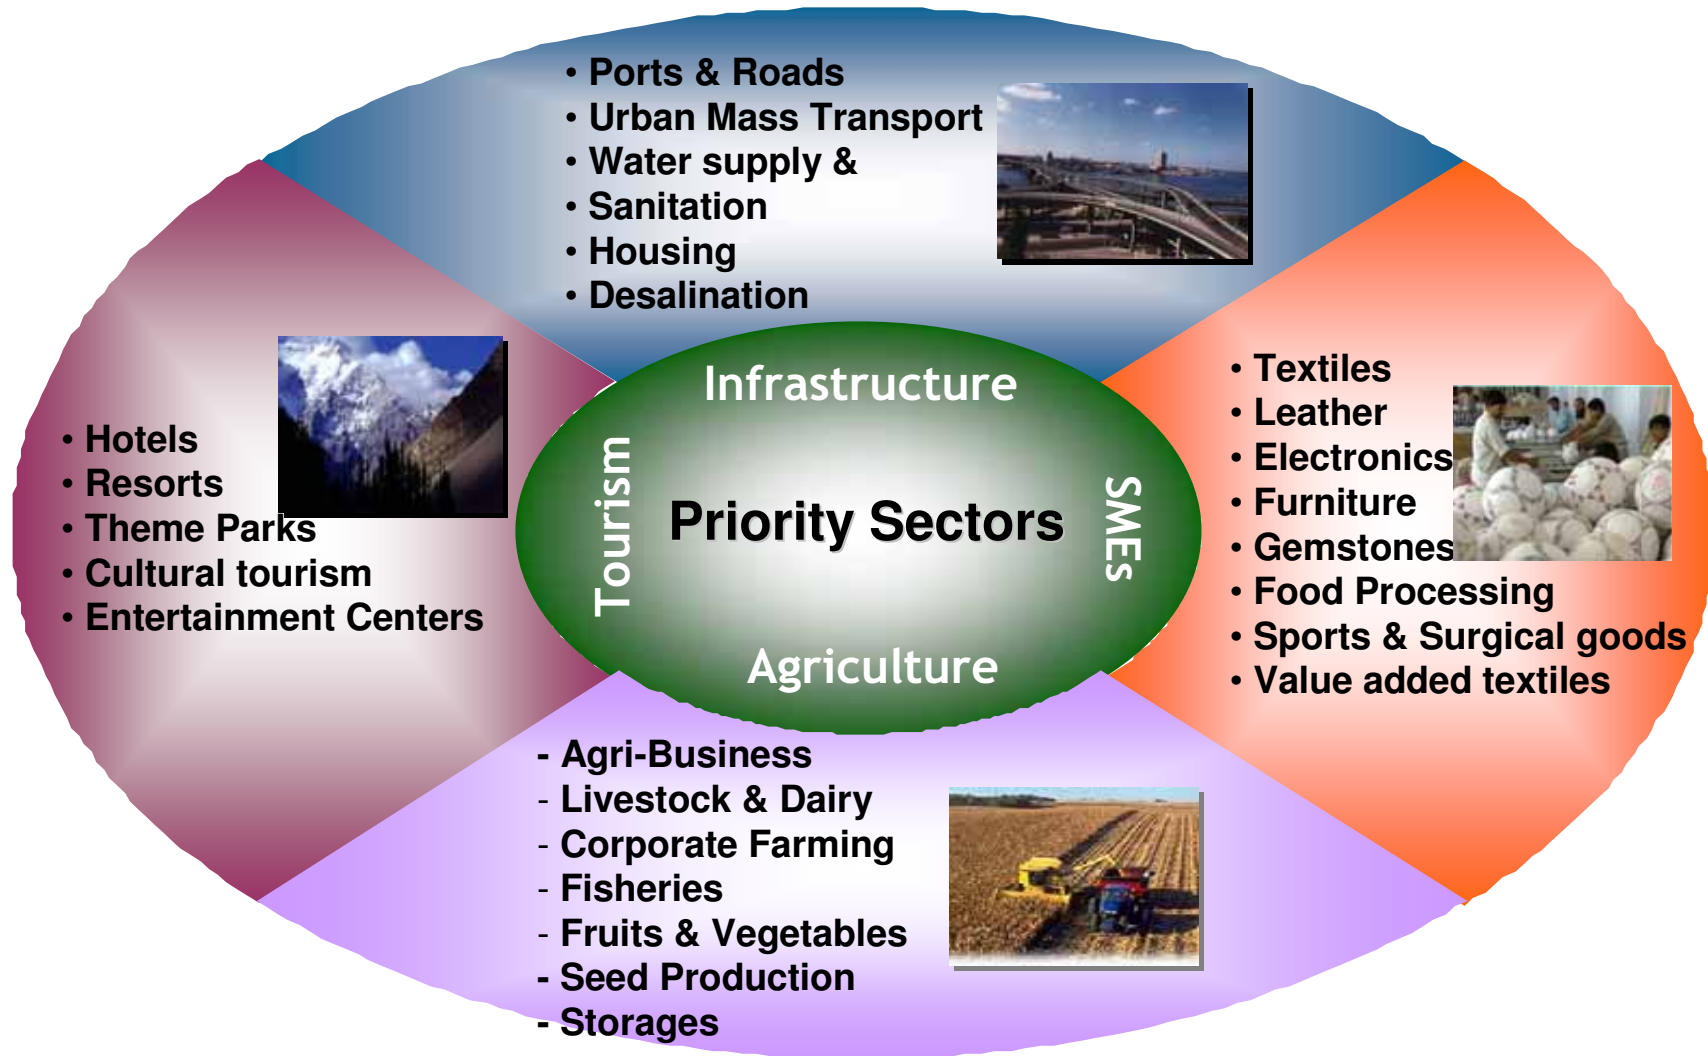 • Ports & Roads
• Urban Mass Transport
• Water supply &
• Sanitation
• Housing
• Desalination
Infrastructure
Tourism
Priority Sectors
SMEs
Agriculture
• Hotels
• Resorts
• Theme Parks
• Cultural tourism
• Entertainment Centers
• Textiles
• Leather
• Electronics
• Furniture
• Gemstones
• Food Processing
• Sports & Surgical goods
• Value added textiles
- Agri-Business
- Livestock & Dairy
- Corporate Farming
- Fisheries
- Fruits & Vegetables
- Seed Production
- Storages